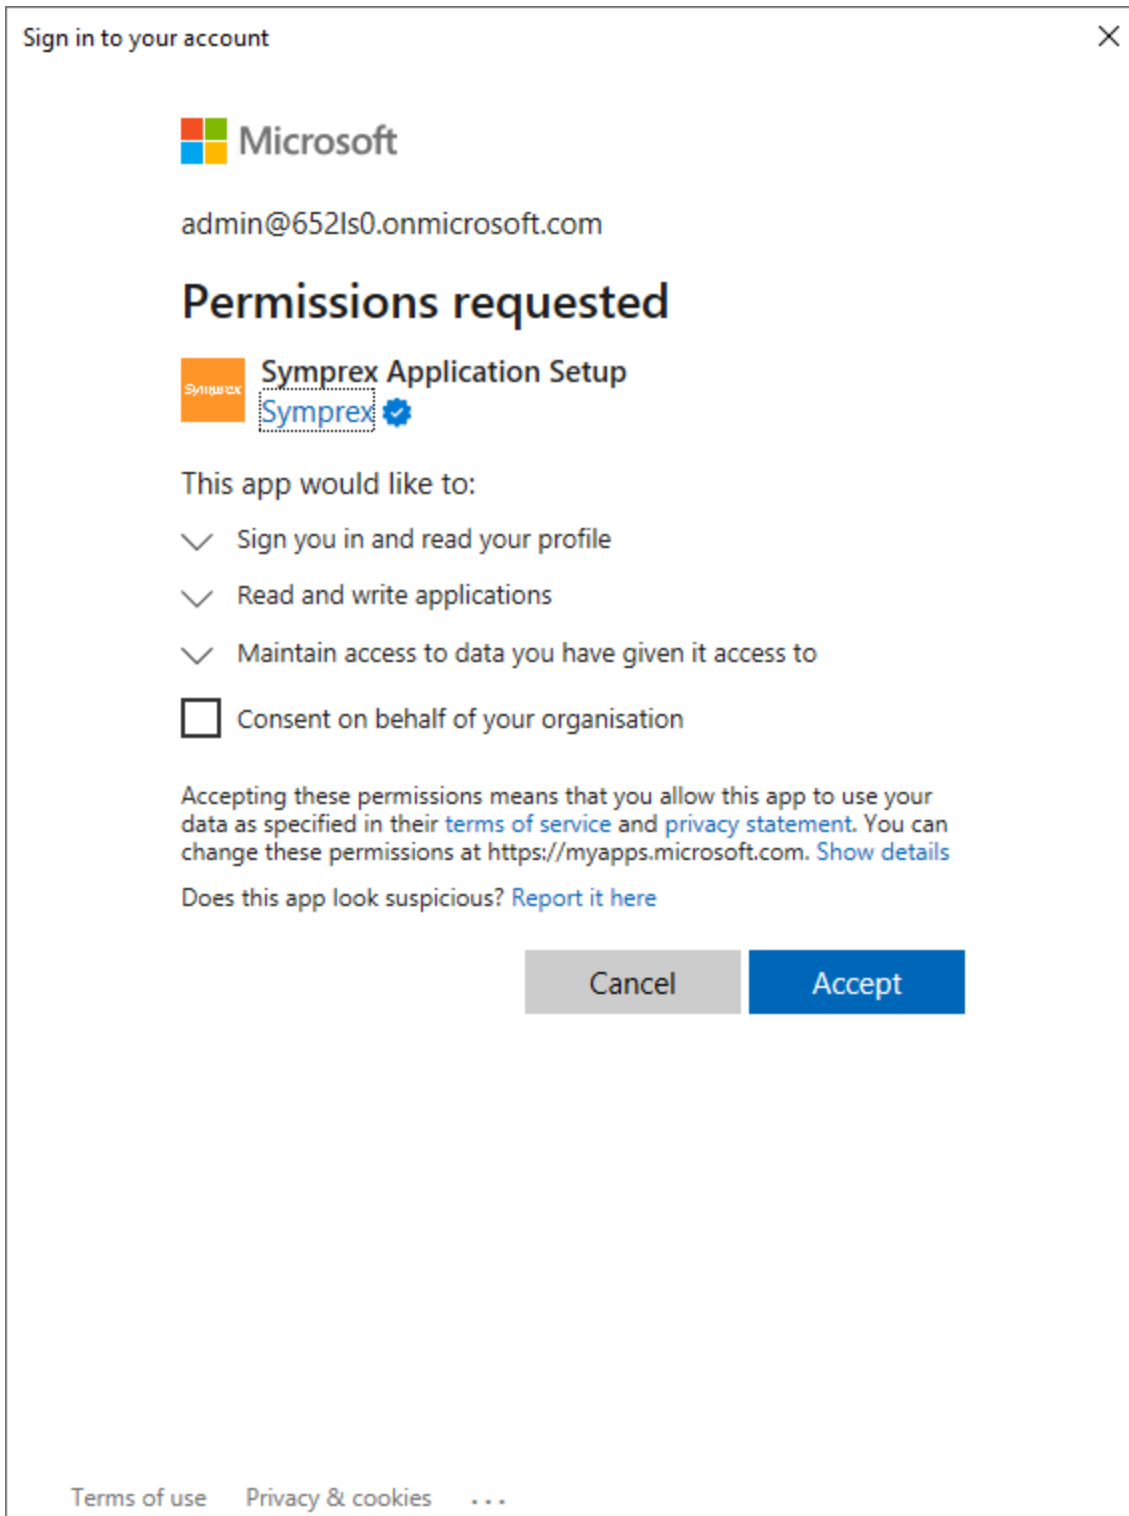 Sign in to your account
Microsoft
admin@652ls0.onmicrosoft.com
Permissions requested
Symprex
Symprex Application Setup
Symprex
This app would like to:
Sign you in and read your profile
Read and write applications
Maintain access to data you have given it access to
Consent on behalf of your organisation
Accepting these permissions means that you allow this app to use your
data as specified in their terms of service and privacy statement. You can
change these permissions at https://myapps.microsoft.com. Show details
Does this app look suspicious? Report it here
Cancel Accept
Terms of use Privacy & cookies ...